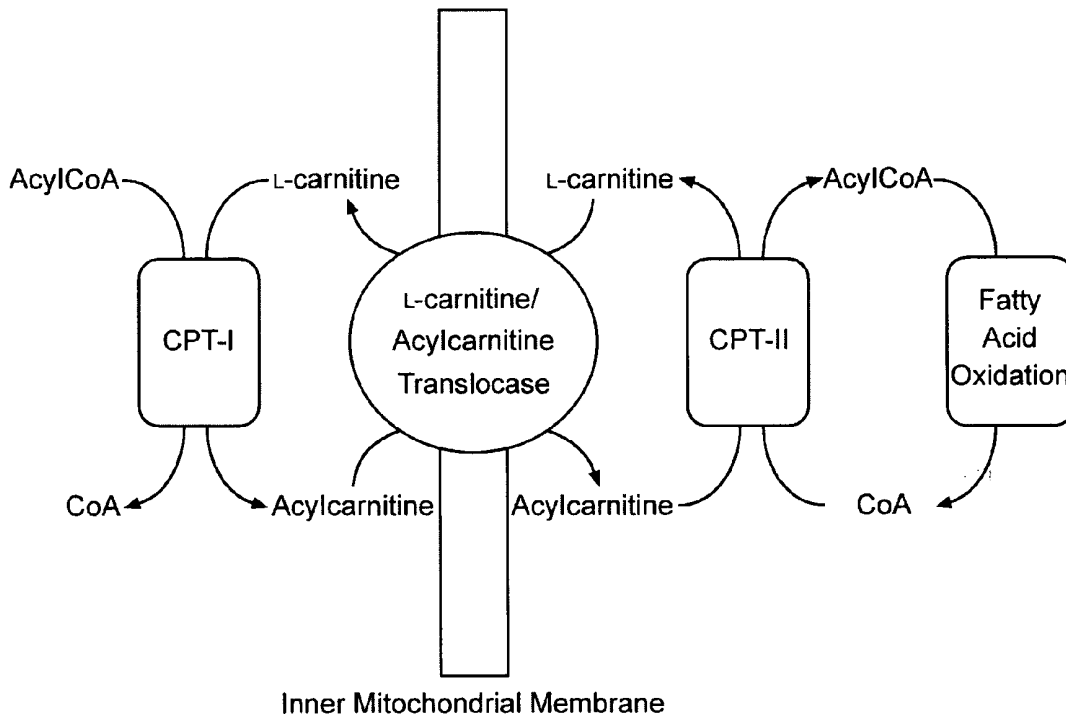 AcylCoA
L-carnitine
L-carnitine
AcylCoA
CPT-I
L-carnitine/
Acylcarnitine
Translocase
CPT-II
Fatty
Acid
Oxidation
CoA
Acylcarnitine
Acylcarnitine
CoA
Inner Mitochondrial Membrane